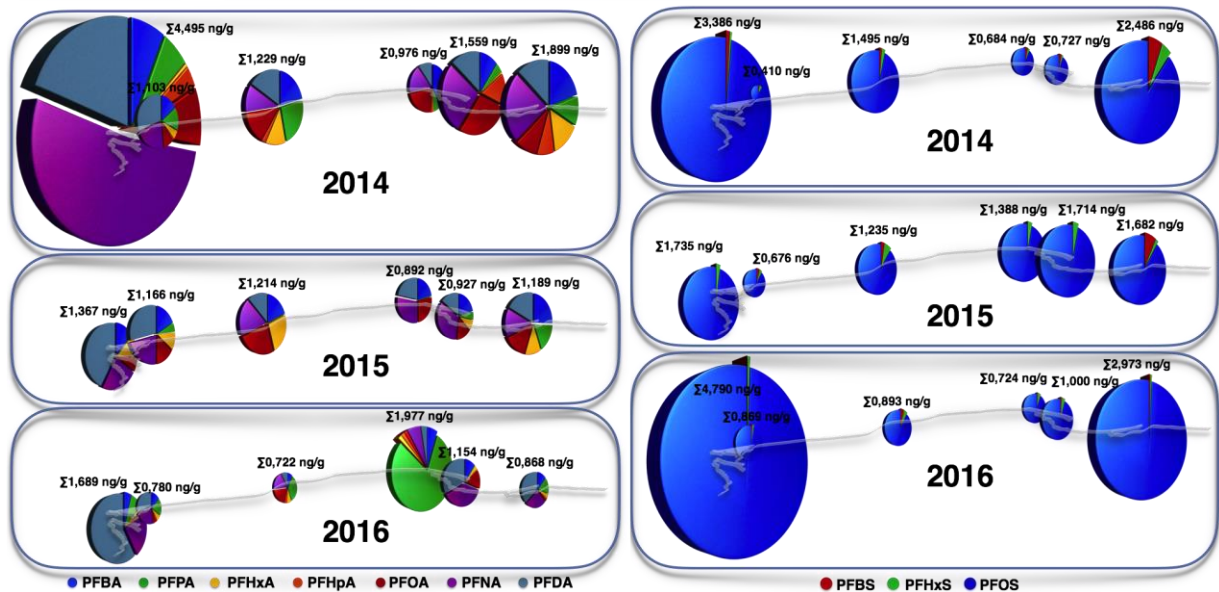 Σ4,495 ng/g
Σ1,103 ng/g
Σ1,229 ng/g
Σ0,976 ng/g
Σ1,559 ng/g
Σ1,899 ng/g
2014
Σ1,367 ng/g
Σ1,166 ng/g
Σ1,214 ng/g
Σ0,892 ng/g
Σ0,927 ng/g
Σ1,189 ng/g
2015
Σ1,689 ng/g
Σ0,780 ng/g
Σ0,722 ng/g
Σ1,977 ng/g
Σ1,154 ng/g
Σ0,868 ng/g
2016
PFBA PFPA PFHxA PFHpA PFOA PFNA PFDA
Σ3,386 ng/g
Σ0,410 ng/g
Σ1,495 ng/g
Σ0,684 ng/g
Σ0,727 ng/g
Σ2,486 ng/g
2014
Σ1,735 ng/g
Σ0,676 ng/g
Σ1,235 ng/g
Σ1,388 ng/g
Σ1,714 ng/g
Σ1,682 ng/g
2015
Σ4,790 ng/g
Σ0,869 ng/g
Σ0,893 ng/g
Σ0,724 ng/g
Σ1,000 ng/g
Σ2,973 ng/g
2016
PFBS PFHxS PFOS